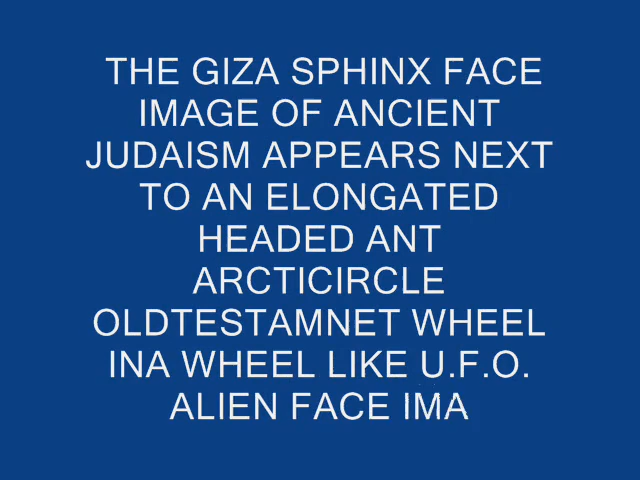 THE GIZA SPHINX FACE
IMAGE OF ANCIENT
JUDAISM APPEARS NEXT
TO AN ELONGATED
HEADED ANT
ARCTICIRCLE
OLDTESTAMNET WHEEL
INA WHEEL LIKE U.F.O.
ALIEN FACE IMA